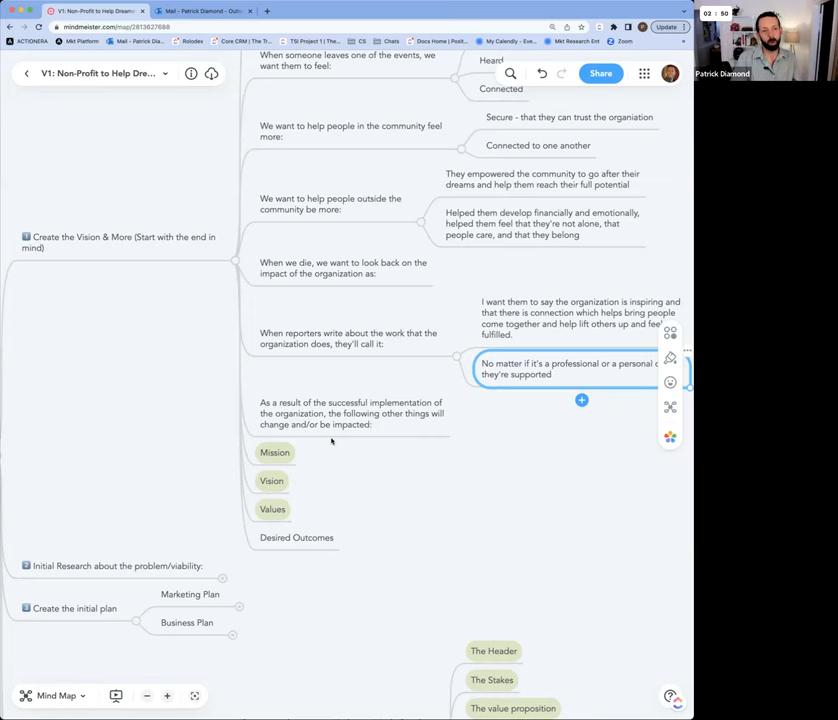 V1: Non-Profit to Help Dream
Mail - Patrick Diamond - Outlo
mindmeister.com/map/2813627688
Update
ACTIONERA
Mkt Platform
Mail - Patrick Dia...
Rolodex
Core CRM | The Tr...
TSI Project 1 | The...
CS
Chats
Docs Home | Posit...
My Calendly - Eve...
Mkt Research Ent
Zoom
02 : 50
Patrick Diamond
V1: Non-Profit to Help Dre...
Share
When someone leaves one of the events, we
want them to feel:
Heard
Connected
We want to help people in the community feel
more:
Secure - that they can trust the organiation
Connected to one another
We want to help people outside the
community be more:
They empowered the community to go after their
dreams and help them reach their full potential
Helped them develop financially and emotionally,
helped them feel that they're not alone, that
people care, and that they belong
1 Create the Vision & More (Start with the end in
mind)
When we die, we want to look back on the
impact of the organization as:
When reporters write about the work that the
organization does, they'll call it:
I want them to say the organization is inspiring and
that there is connection which helps bring people
come together and help lift others up and feel
fulfilled.
No matter if it's a professional or a personal
they're supported
As a result of the successful implementation of
the organization, the following other things will
change and/or be impacted:
Mission
Vision
Values
Desired Outcomes
2 Initial Research about the problem/viability:
3 Create the initial plan
Marketing Plan
Business Plan
The Header
The Stakes
The value proposition
Mind Map